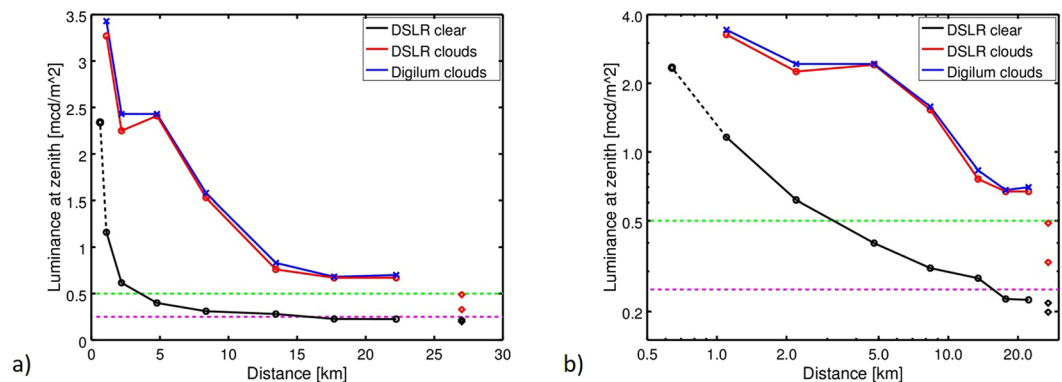 a)
Luminance at zenith [mcd/m^2]
3.5
3
2.5
2
1.5
1
0.5
0
0 5 10 15 20 25 30
Distance [km]
DSLR clear
DSLR clouds
Digilum clouds
b)
Luminance at zenith [mcd/m^2]
4.0
2.0
1.0
0.5
0.2
0.5 1.0 2.0 5.0 10.0 20.0
Distance [km]
DSLR clear
DSLR clouds
Digilum clouds